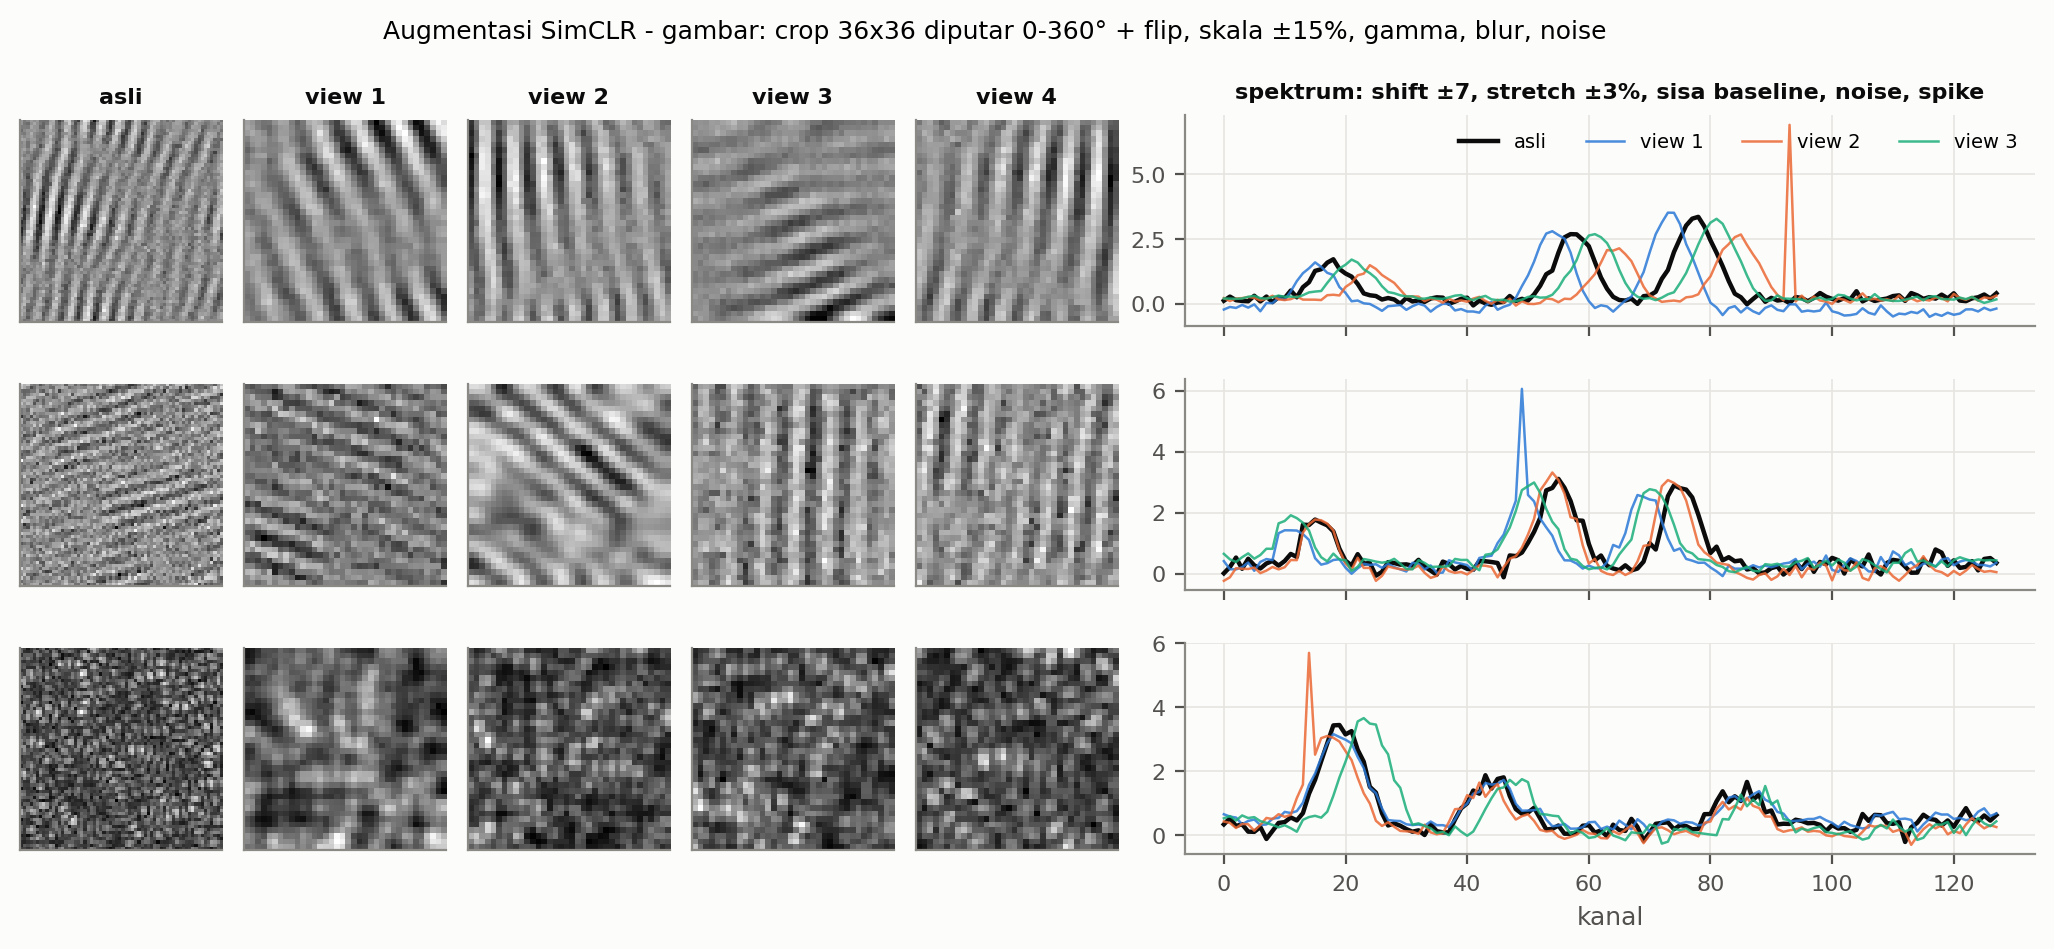 Augmentasi SimCLR - gambar: crop 36x36 diputar 0-360° + flip, skala ±15%, gamma, blur, noise
asli
view 1
view 2
view 3
view 4
spektrum: shift ±7, stretch ±3%, sisa baseline, noise, spike
asli
view 1
view 2
view 3
5.0
2.5
0.0
6
4
2
0
6
4
2
0
0 20 40 60 80 100 120
kanal